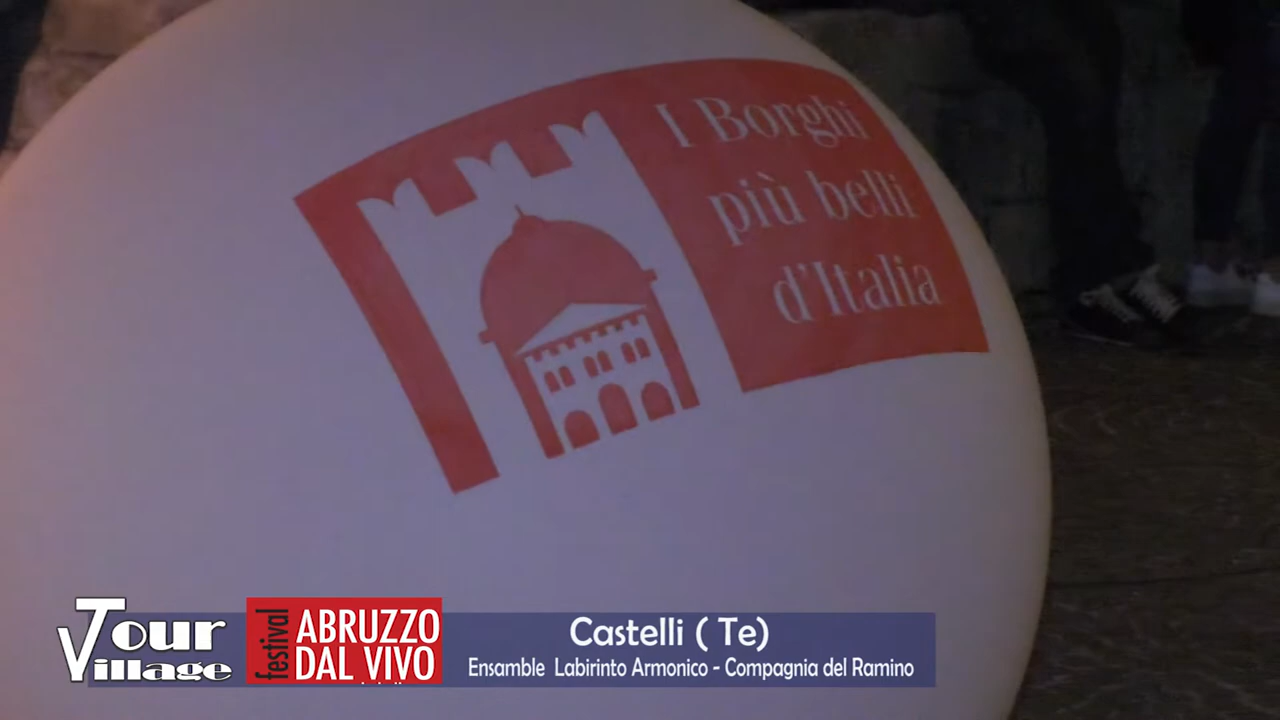 I Borghi
più belli
d'Italia
Tour
Village
festival
ABRUZZO
DAL VIVO
Castelli ( Te)
Ensamble Labirinto Armonico - Compagnia del Ramino